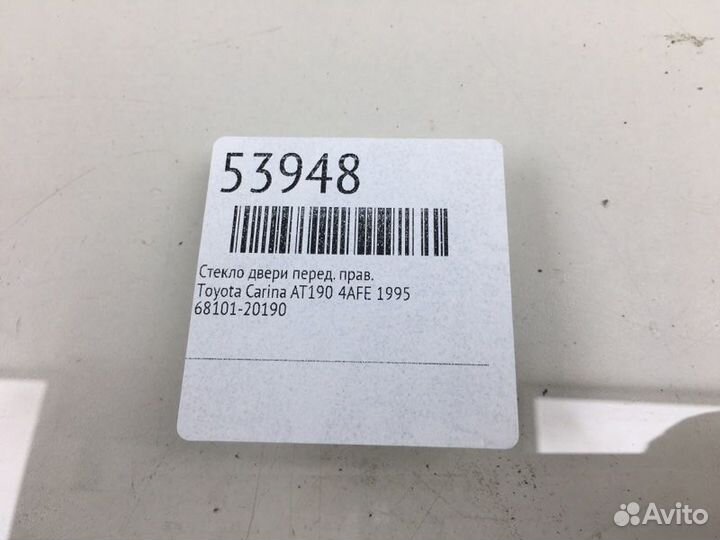 53948
Стекло двери перед. прав.
Toyota Carina AT190 4AFE 1995
68101-20190
Avito